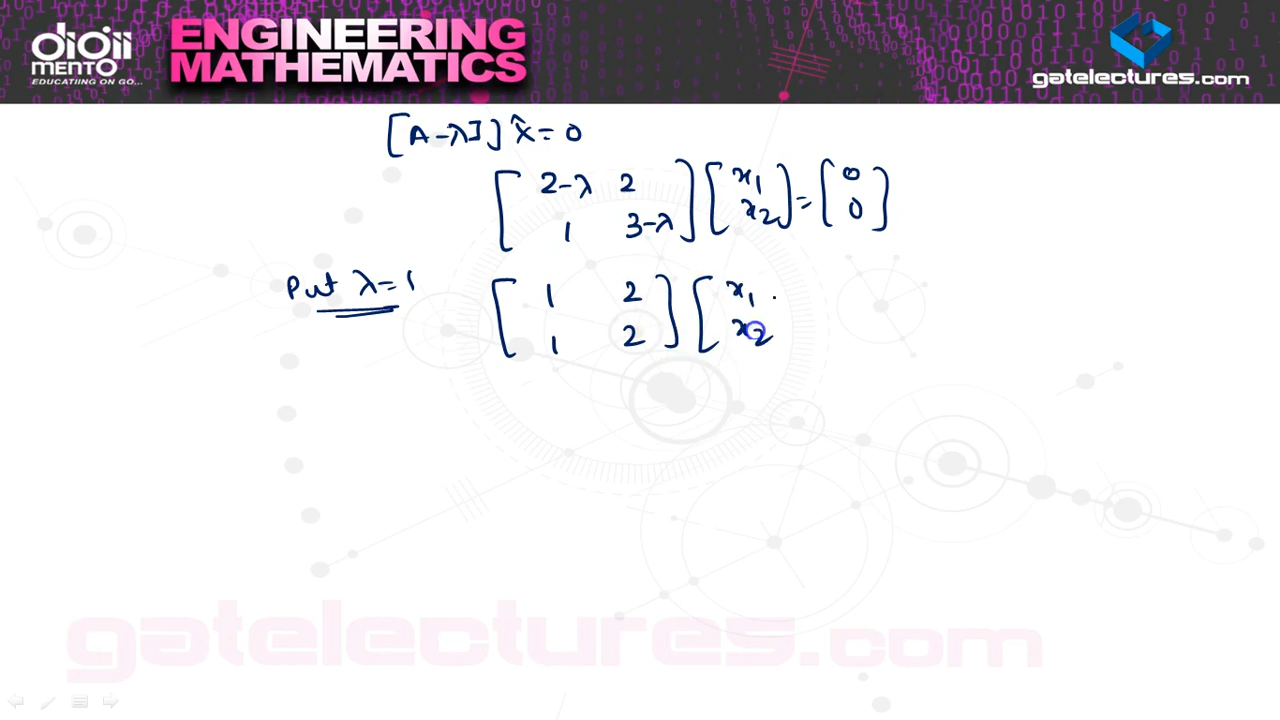 digii
MENTO
EDUCATIING ON GO...
ENGINEERING
MATHEMATICS
gatelectures.com
[A-λI] x̂ = 0
[2-λ 2; 1 3-λ] [x₁; x₂] = [0; 0]
Put λ=1 [1 2; 1 2] [x₁; x₂
gatelectures.com